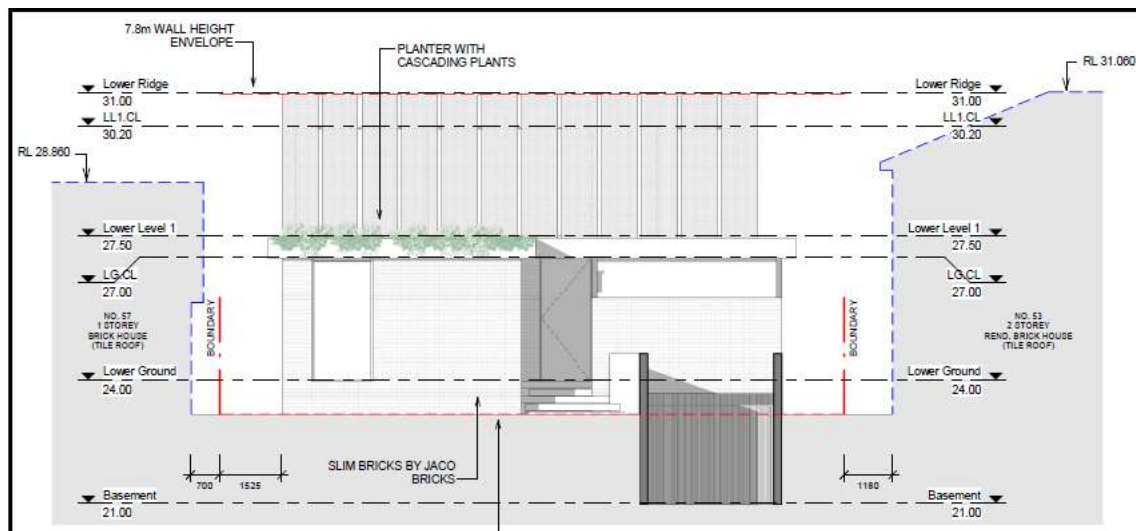 7.8m WALL HEIGHT
ENVELOPE
PLANTER WITH
CASCADING PLANTS
RL 31.060
Lower Ridge
31.00
Lower Ridge
31.00
LL1.CL
30.20
LL1.CL
30.20
RL 28.860
Lower Level 1
27.50
Lower Level 1
27.50
LG.CL
27.00
LG.CL
27.00
NO. 57
1 STOREY
BRICK HOUSE
(TILE ROOF)
BOUNDARY
BOUNDARY
NO. 53
2 STOREY
REND. BRICK HOUSE
(TILE ROOF)
Lower Ground
24.00
Lower Ground
24.00
SLIM BRICKS BY JACO
BRICKS
700
1525
1180
Basement
21.00
Basement
21.00